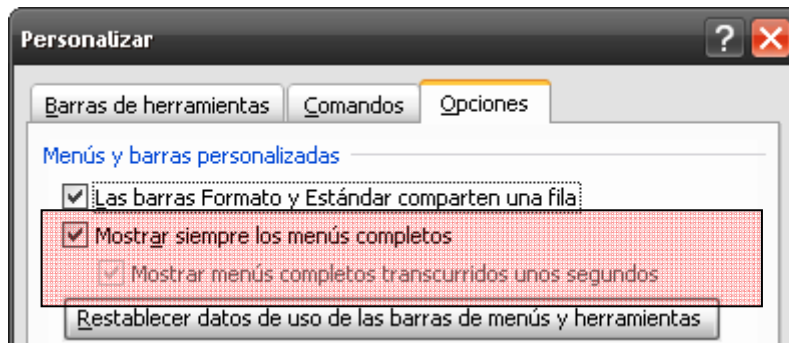 Personalizar
Barras de herramientas Comandos Opciones
Menús y barras personalizadas
Las barras Formato y Estándar comparten una fila
Mostrar siempre los menús completos
Mostrar menús completos transcurridos unos segundos
Restablecer datos de uso de las barras de menús y herramientas